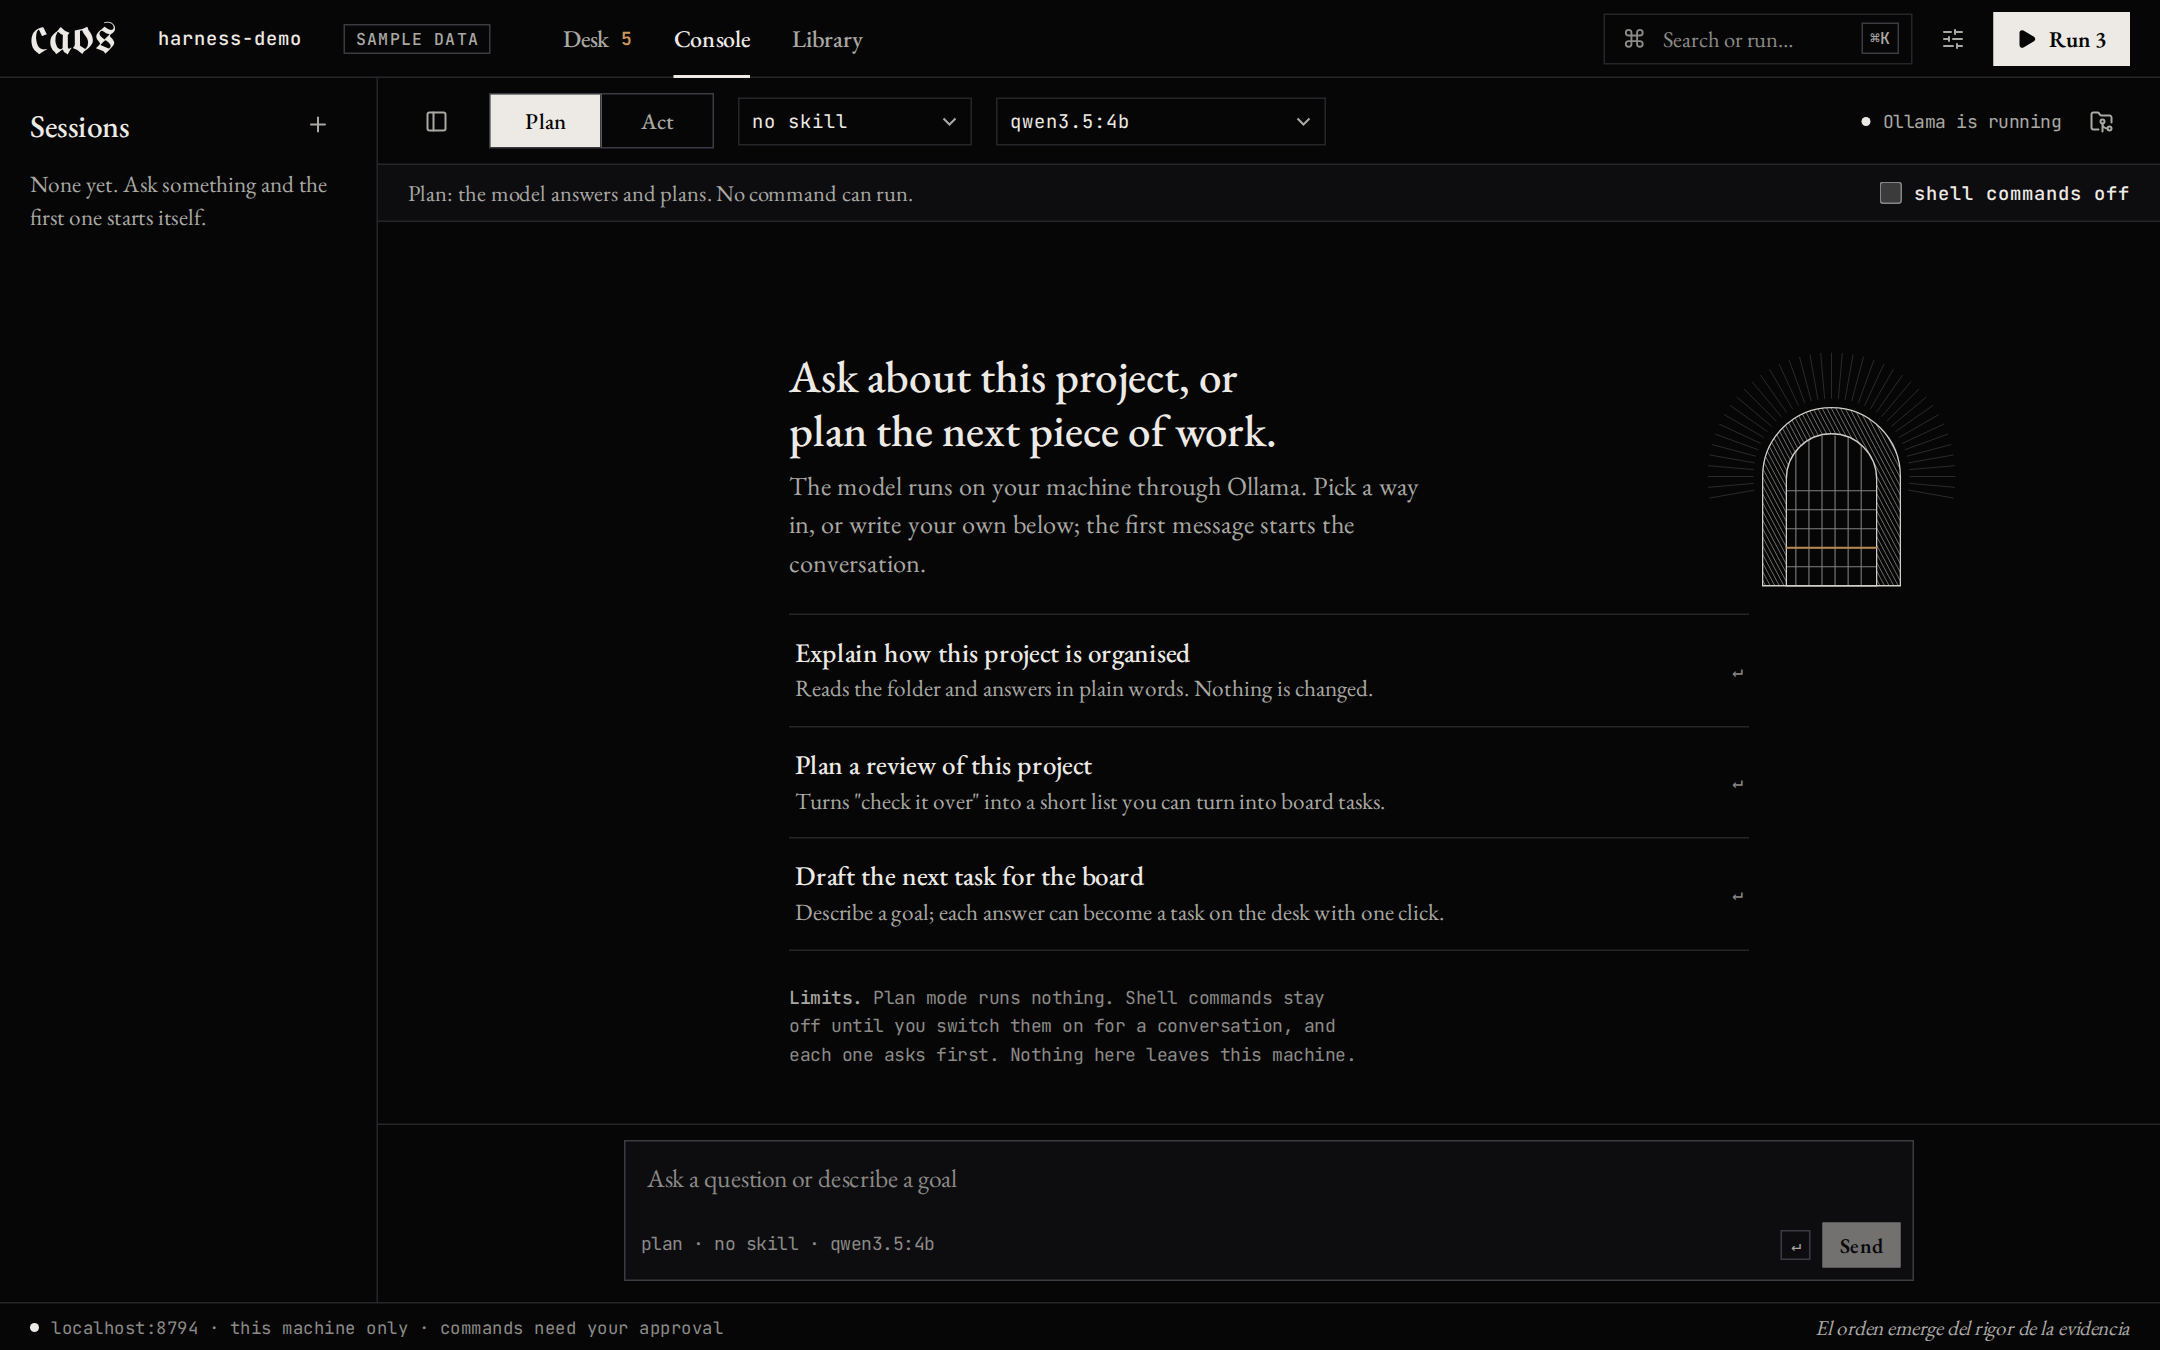 caos
harness-demo
SAMPLE DATA
Desk 5
Console
Library
Search or run...
⌘K
Run 3
Sessions
None yet. Ask something and the
first one starts itself.
Plan
Act
no skill
qwen3.5:4b
Ollama is running
Plan: the model answers and plans. No command can run.
shell commands off
Ask about this project, or
plan the next piece of work.
The model runs on your machine through Ollama. Pick a way
in, or write your own below; the first message starts the
conversation.
Explain how this project is organised
Reads the folder and answers in plain words. Nothing is changed.
Plan a review of this project
Turns "check it over" into a short list you can turn into board tasks.
Draft the next task for the board
Describe a goal; each answer can become a task on the desk with one click.
Limits. Plan mode runs nothing. Shell commands stay
off until you switch them on for a conversation, and
each one asks first. Nothing here leaves this machine.
Ask a question or describe a goal
plan · no skill · qwen3.5:4b
↵
Send
localhost:8794 · this machine only · commands need your approval
El orden emerge del rigor de la evidencia